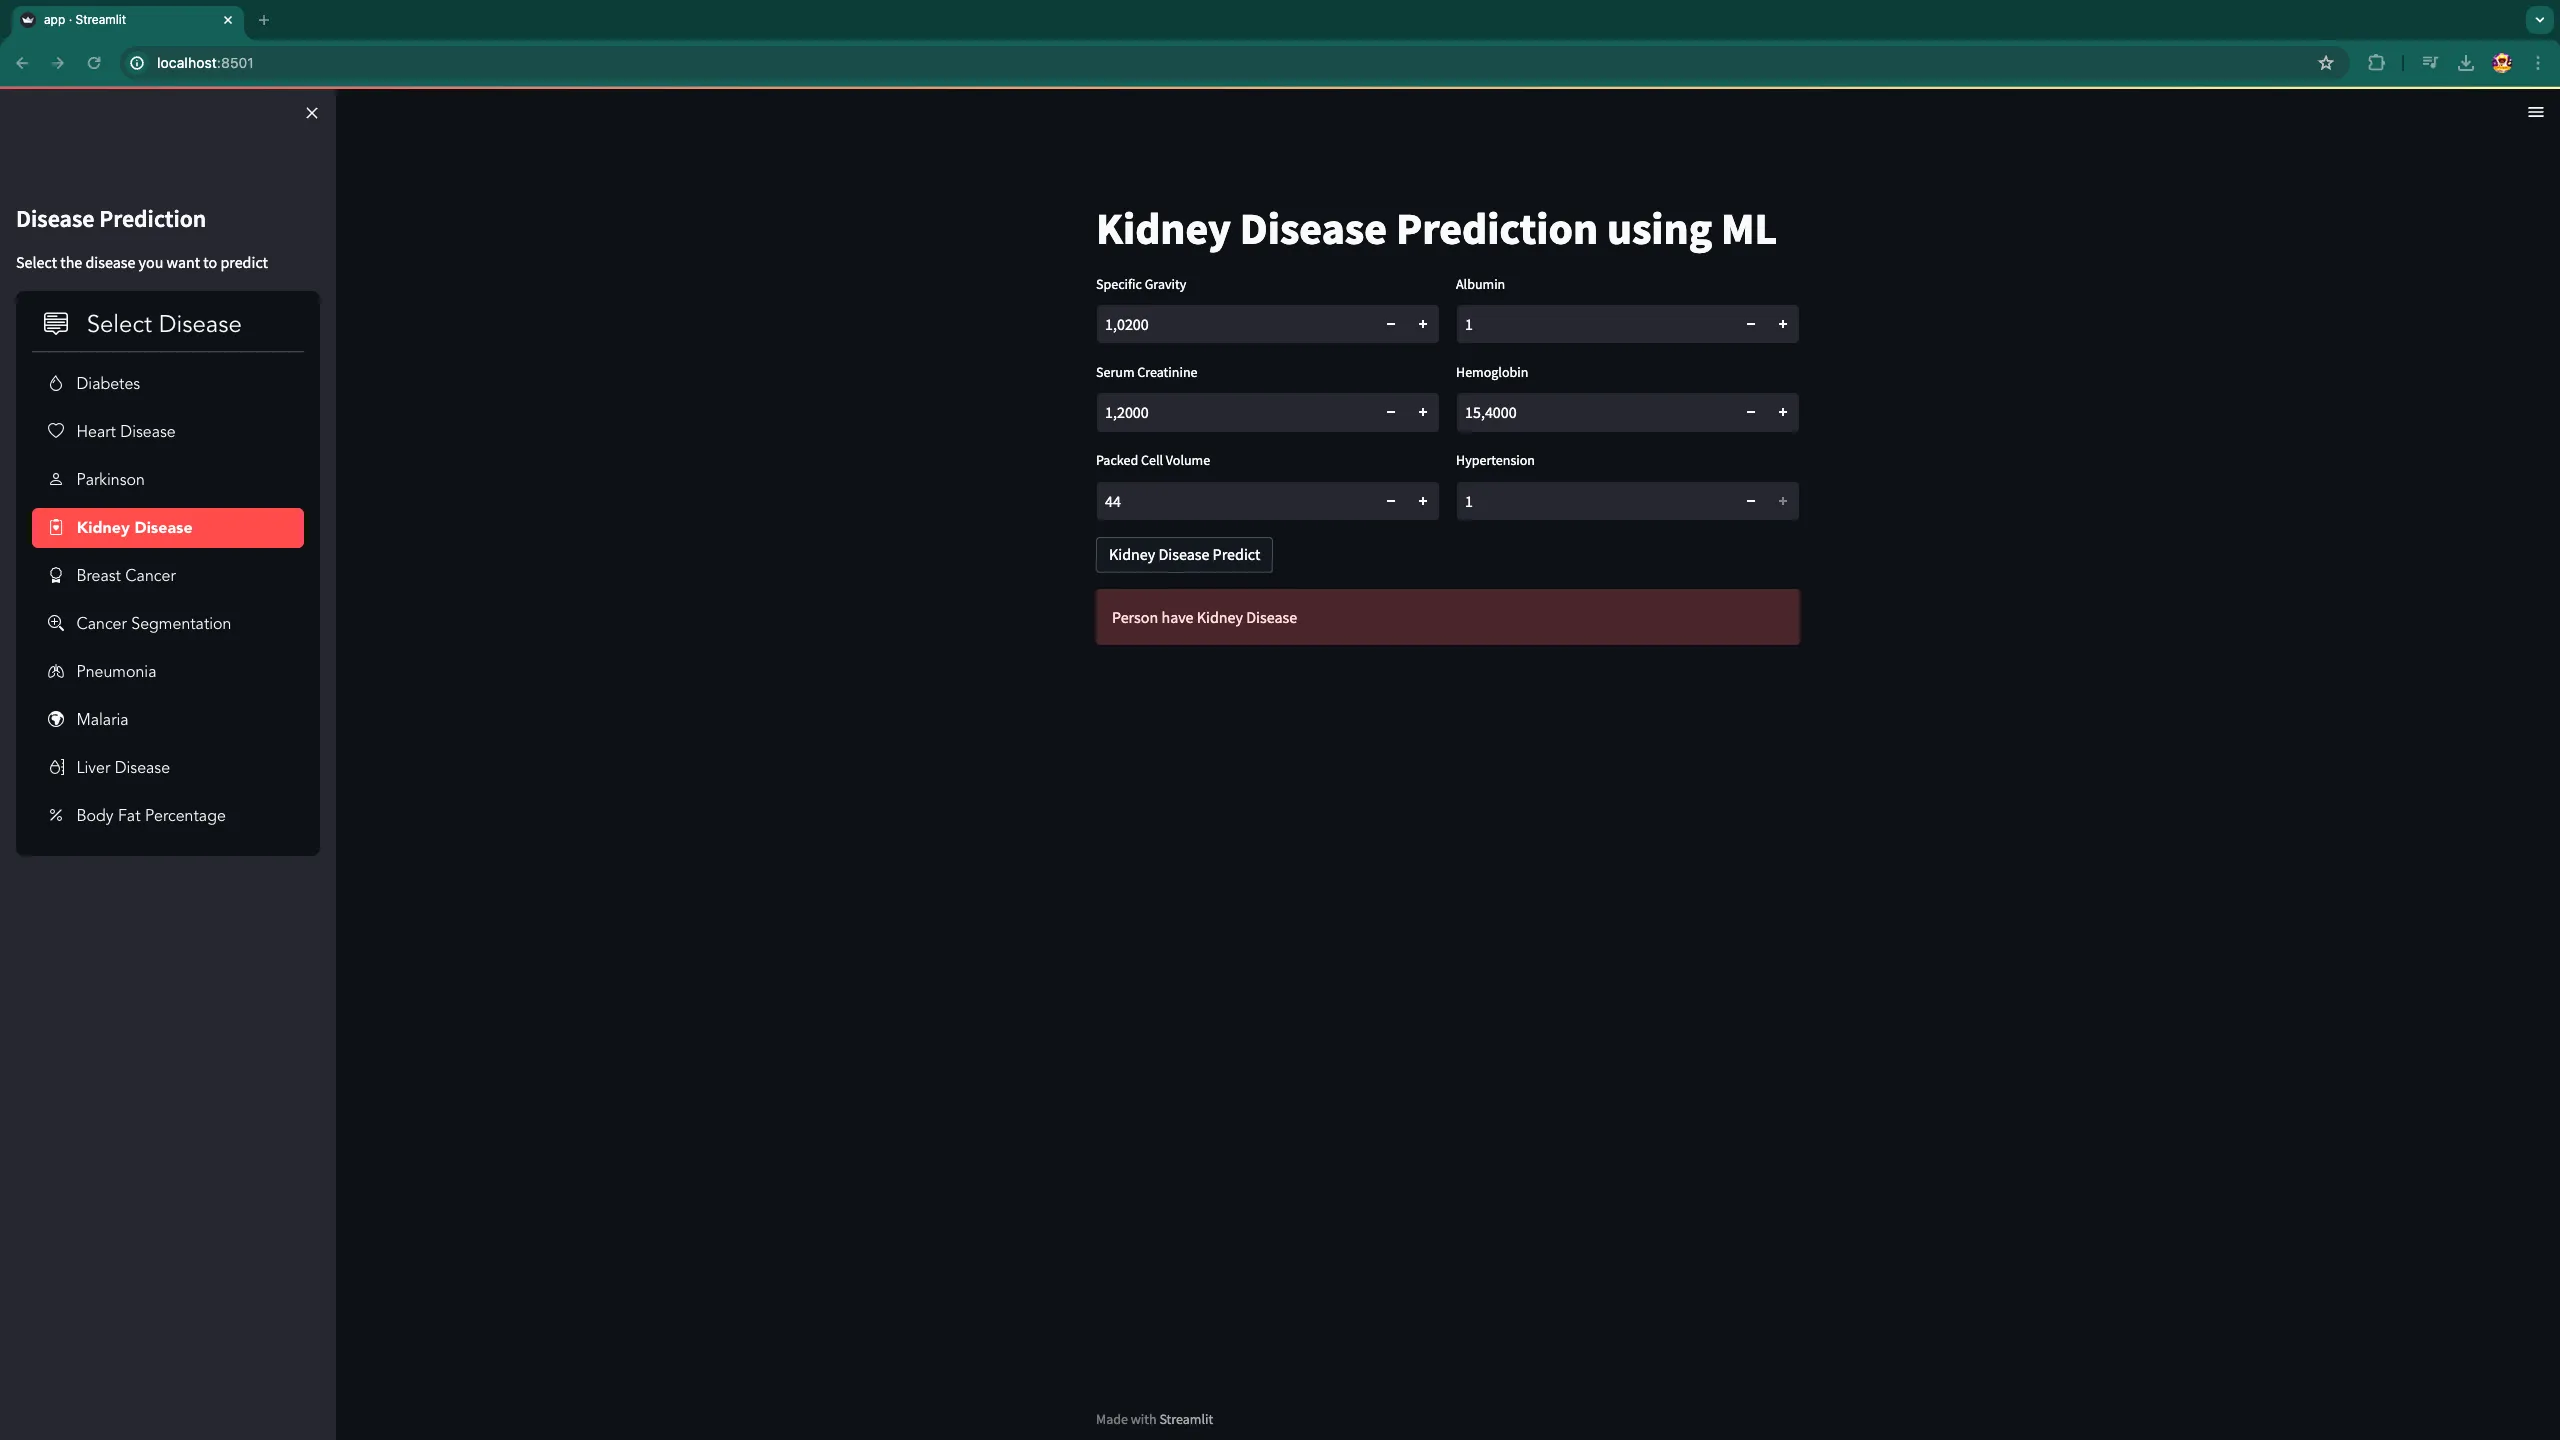 app · Streamlit
localhost:8501
Disease Prediction
Select the disease you want to predict
Select Disease
Diabetes
Heart Disease
Parkinson
Kidney Disease
Breast Cancer
Cancer Segmentation
Pneumonia
Malaria
Liver Disease
Body Fat Percentage
Kidney Disease Prediction using ML
Specific Gravity
1,0200
Albumin
1
Serum Creatinine
1,2000
Hemoglobin
15,4000
Packed Cell Volume
44
Hypertension
1
Kidney Disease Predict
Person have Kidney Disease
Made with Streamlit